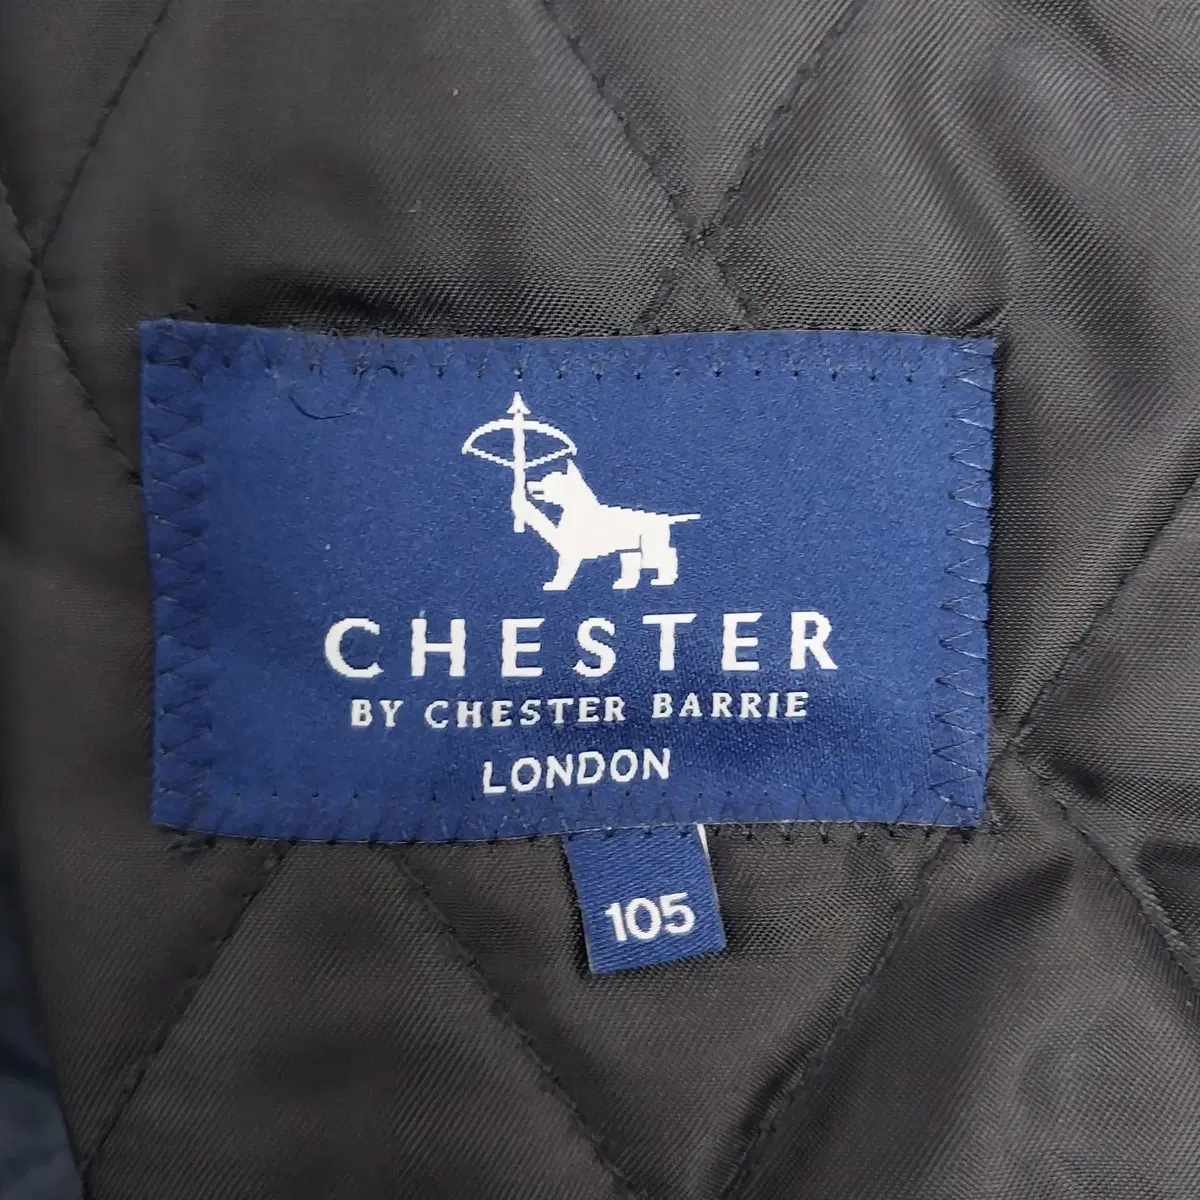 CHESTER
BY CHESTER BARRIE
LONDON
105